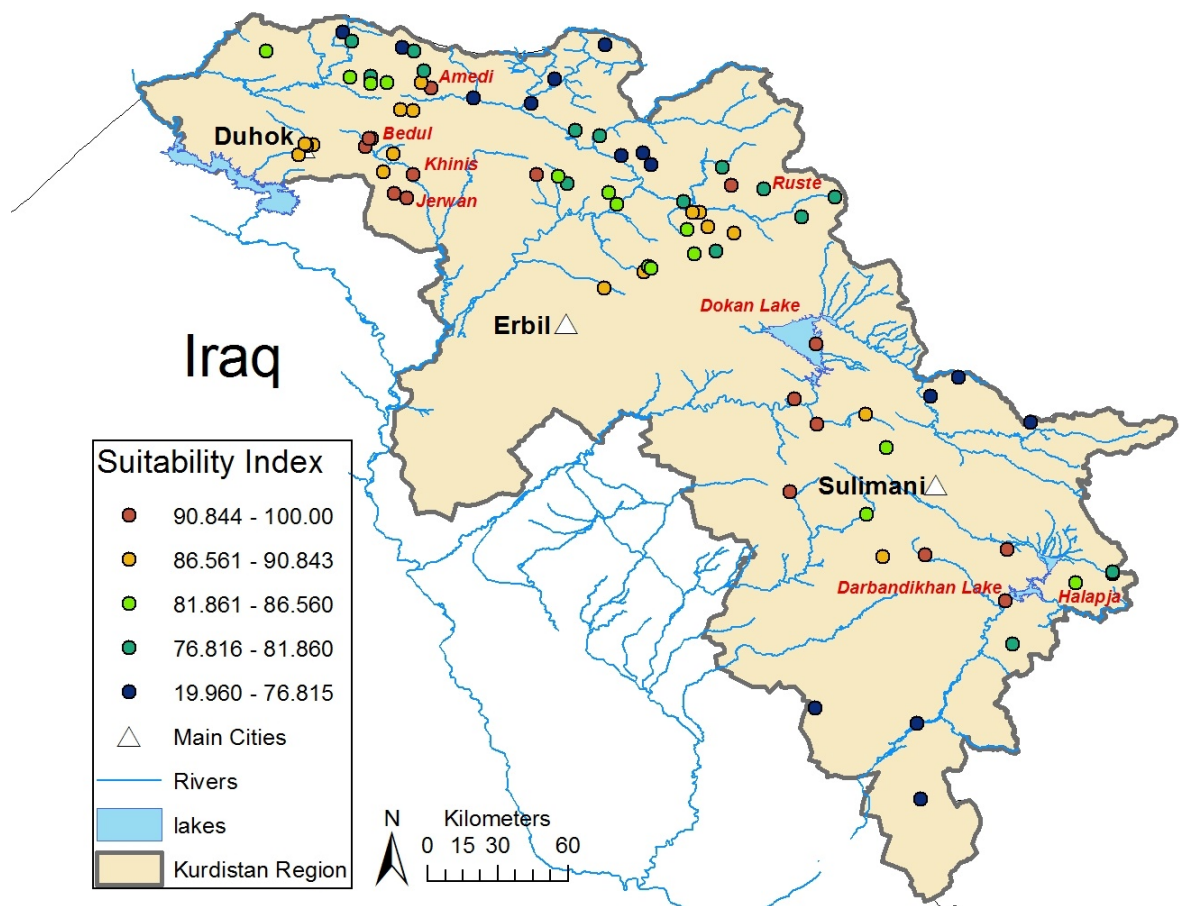 Amedi
Duhok
Bedul
Khinis
Jerwan
Ruste
Dokan Lake
Erbil
Iraq
Sulimani
Darbandikhan Lake
Halapja
Suitability Index
90.844 - 100.00
86.561 - 90.843
81.861 - 86.560
76.816 - 81.860
19.960 - 76.815
Main Cities
Rivers
lakes
Kurdistan Region
N
Kilometers
0 15 30 60